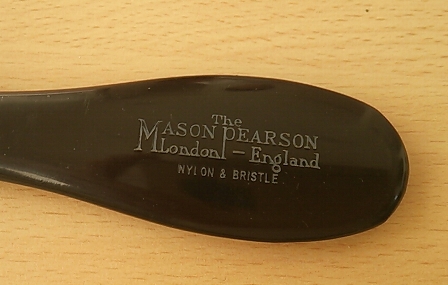 The
MASON PEARSON
London - England
NYLON & BRISTLE